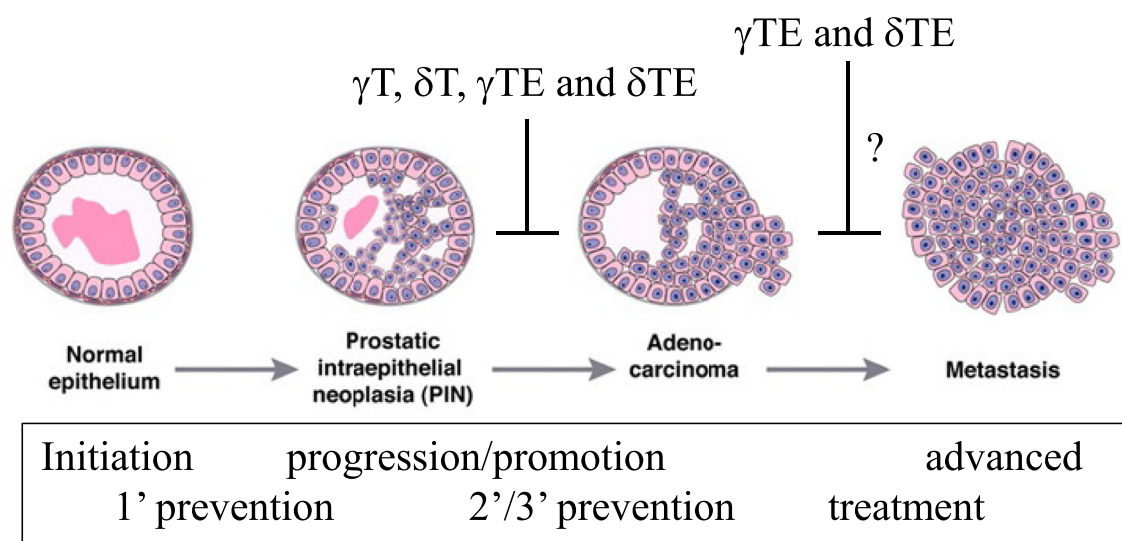 γTE and δTE
γT, δT, γTE and δTE
?
Normal
epithelium
Prostatic
intraepithelial
neoplasia (PIN)
Adeno-
carcinoma
Metastasis
Initiation progression/promotion advanced
1’ prevention 2’/3’ prevention treatment